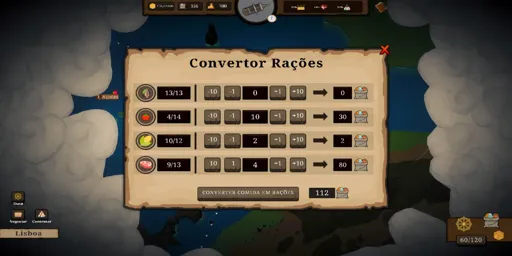 Convertor Rações
13/13 -10 -1 0 +1 +10 0
4/14 -10 -1 10 +1 +10 30
10/12 -10 -1 2 +1 +10 2
9/13 -10 -1 4 +1 +10 80
CONVERTER COMIDA EM RAÇÕES 112
Lisboa
60/120